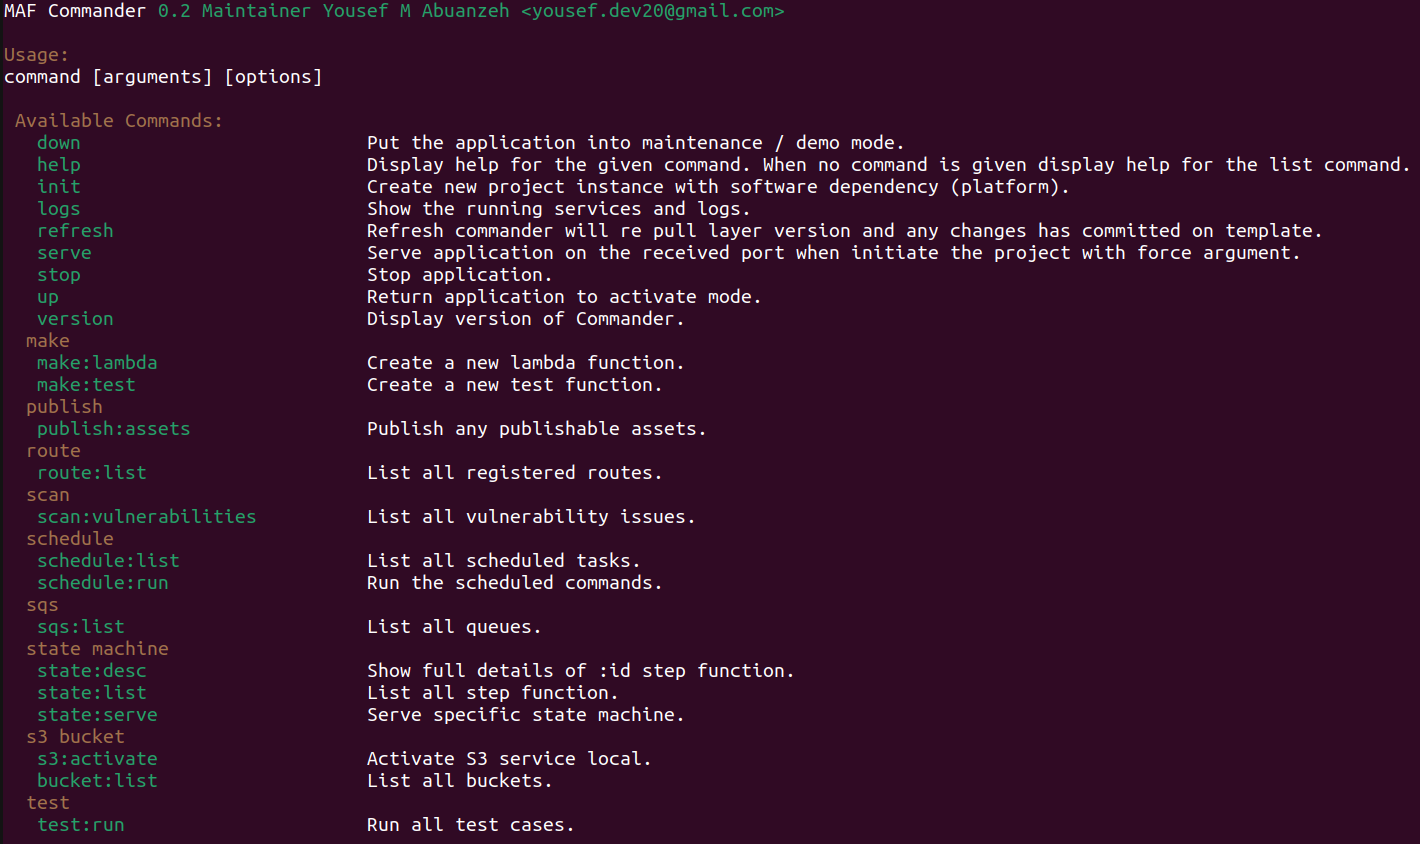 MAF Commander 0.2 Maintainer Yousef M Abuanzeh <yousef.dev20@gmail.com>
Usage:
command [arguments] [options]
Available Commands:
down Put the application into maintenance / demo mode.
help Display help for the given command. When no command is given display help for the list command.
init Create new project instance with software dependency (platform).
logs Show the running services and logs.
refresh Refresh commander will re pull layer version and any changes has committed on template.
serve Serve application on the received port when initiate the project with force argument.
stop Stop application.
up Return application to activate mode.
version Display version of Commander.
make
make:lambda Create a new lambda function.
make:test Create a new test function.
publish
publish:assets Publish any publishable assets.
route
route:list List all registered routes.
scan
scan:vulnerabilities List all vulnerability issues.
schedule
schedule:list List all scheduled tasks.
schedule:run Run the scheduled commands.
sqs
sqs:list List all queues.
state machine
state:desc Show full details of :id step function.
state:list List all step function.
state:serve Serve specific state machine.
s3 bucket
s3:activate Activate S3 service local.
bucket:list List all buckets.
test
test:run Run all test cases.